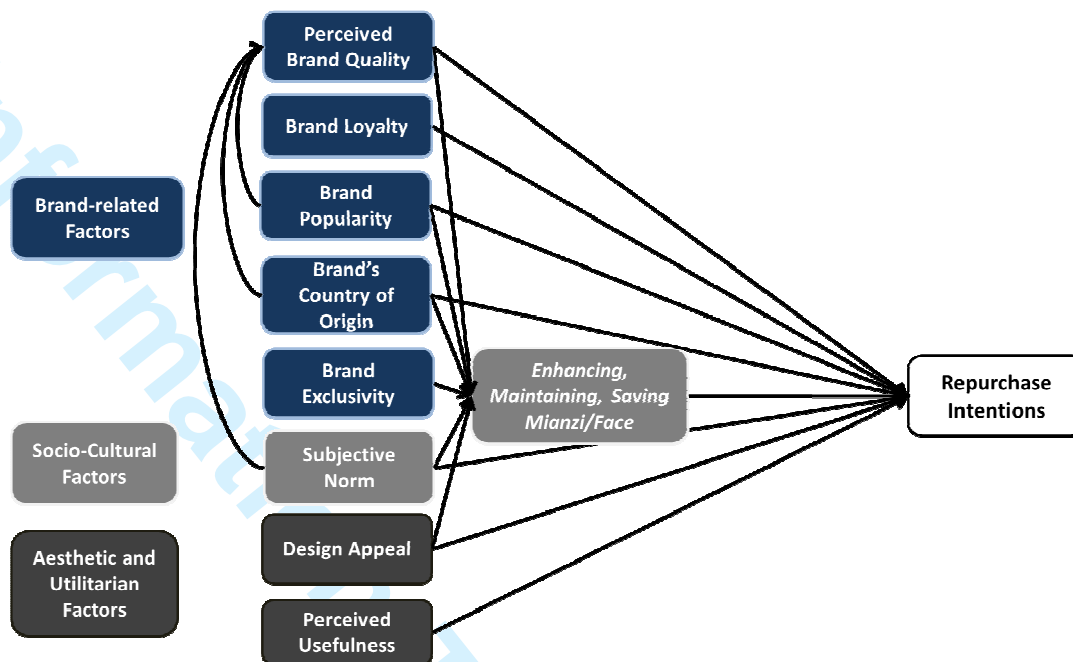 Perceived
Brand Quality
Brand Loyalty
Brand-related
Factors
Brand
Popularity
Brand's
Country of
Origin
Brand
Exclusivity
Enhancing,
Maintaining, Saving
Mianzi/Face
Repurchase
Intentions
Socio-Cultural
Factors
Subjective
Norm
Aesthetic and
Utilitarian
Factors
Design Appeal
Perceived
Usefulness